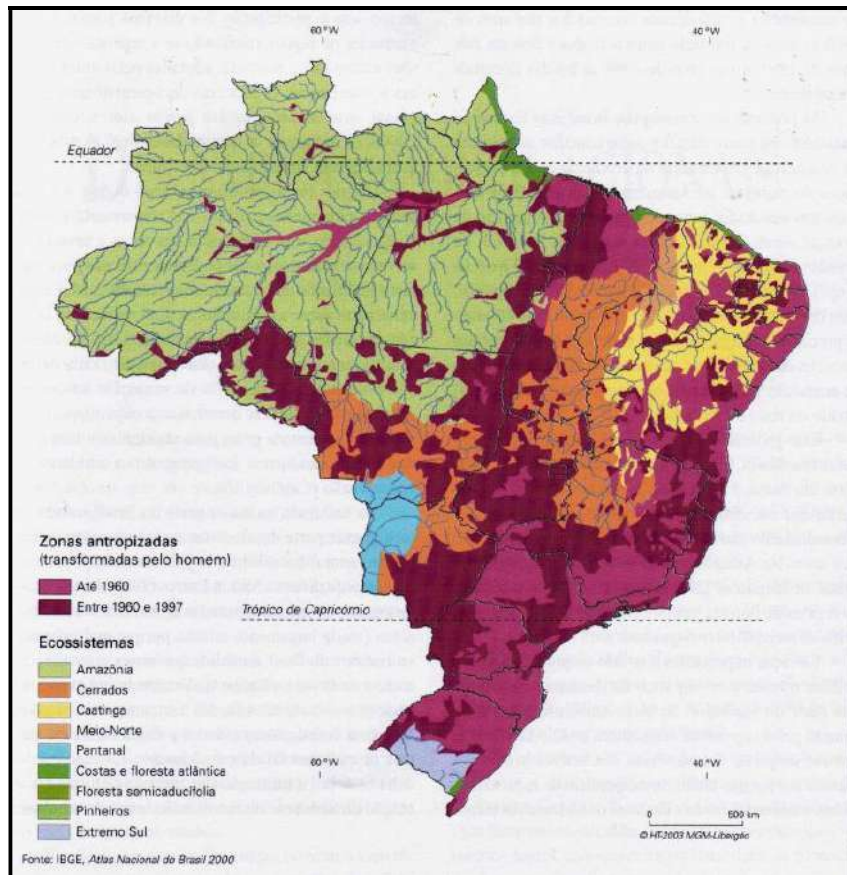 60° W
40° W
Equador
Zonas antropizadas
(transformadas pelo homem)
Até 1960
Entre 1960 e 1997
Trópico de Capricórnio
Ecossistemas
Amazônia
Cerrados
Caatinga
Meio-Norte
Pantanal
Costas e floresta atlântica
Floresta semicaducifolia
Pinheiros
Extremo Sul
60° W
40° W
0 500 km
© HT-2003 MGM-Libergéo
Fonte: IBGE, Atlas Nacional do Brasil 2000